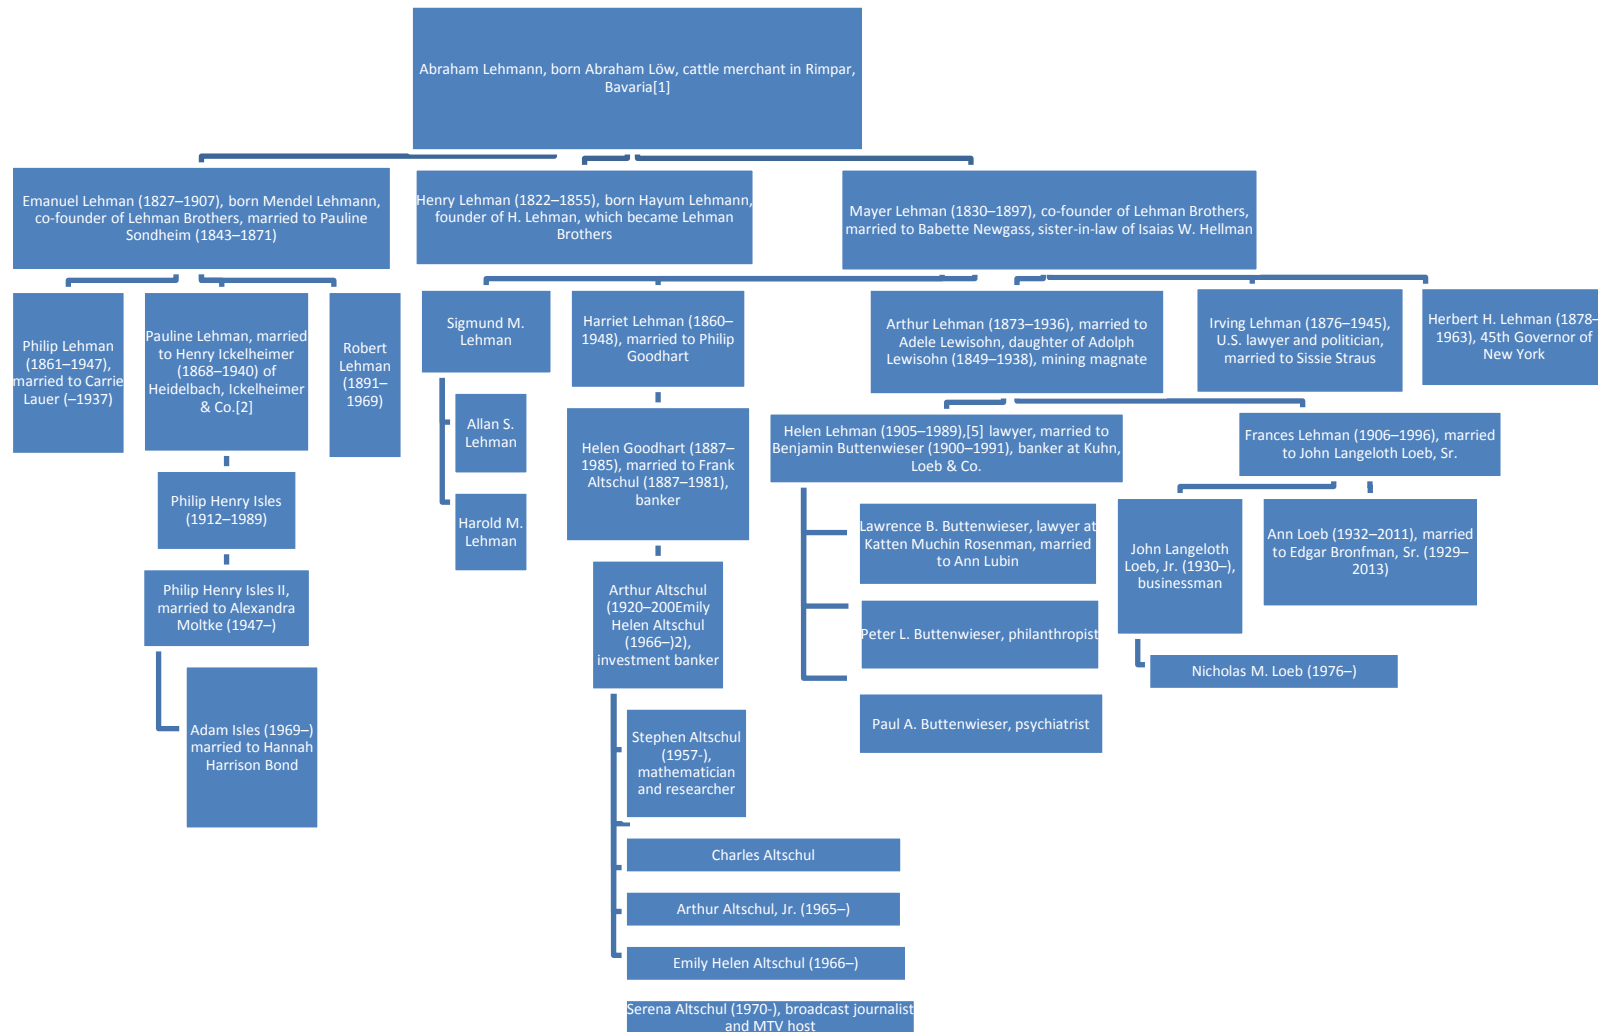 Abraham Lehmann, born Abraham Löw, cattle merchant in Rimpar,
Bavaria[1]
Emanuel Lehman (1827–1907), born Mendel Lehmann,
co-founder of Lehman Brothers, married to Pauline
Sondheim (1843–1871)
Henry Lehman (1822–1855), born Hayum Lehmann,
founder of H. Lehman, which became Lehman
Brothers
Mayer Lehman (1830–1897), co-founder of Lehman Brothers,
married to Babette Newgass, sister-in-law of Isaias W. Hellman
Philip Lehman
(1861–1947),
married to Carrie
Lauer (–1937)
Pauline Lehman, married
to Henry Ickelheimer
(1868–1940) of
Heidelbach, Ickelheimer
& Co.[2]
Robert
Lehman
(1891–
1969)
Sigmund M.
Lehman
Harriet Lehman (1860–
1948), married to Philip
Goodhart
Arthur Lehman (1873–1936), married to
Adele Lewisohn, daughter of Adolph
Lewisohn (1849–1938), mining magnate
Irving Lehman (1876–1945),
U.S. lawyer and politician,
married to Sissie Straus
Herbert H. Lehman (1878–
1963), 45th Governor of
New York
Allan S.
Lehman
Harold M.
Lehman
Helen Goodhart (1887–
1985), married to Frank
Altschul (1887–1981),
banker
Helen Lehman (1905–1989),[5] lawyer, married to
Benjamin Buttenwieser (1900–1991), banker at Kuhn,
Loeb & Co.
Frances Lehman (1906–1996), married
to John Langeloth Loeb, Sr.
Philip Henry Isles
(1912–1989)
Philip Henry Isles II,
married to Alexandra
Moltke (1947–)
Adam Isles (1969–)
married to Hannah
Harrison Bond
Arthur Altschul
(1920–200Emily
Helen Altschul
(1966–)2),
investment banker
Lawrence B. Buttenwieser, lawyer at
Katten Muchin Rosenman, married
to Ann Lubin
Peter L. Buttenwieser, philanthropist
Paul A. Buttenwieser, psychiatrist
John Langeloth
Loeb, Jr. (1930–),
businessman
Ann Loeb (1932–2011), married
to Edgar Bronfman, Sr. (1929–
2013)
Nicholas M. Loeb (1976–)
Stephen Altschul
(1957-),
mathematician
and researcher
Charles Altschul
Arthur Altschul, Jr. (1965–)
Emily Helen Altschul (1966–)
Serena Altschul (1970-), broadcast journalist
and MTV host